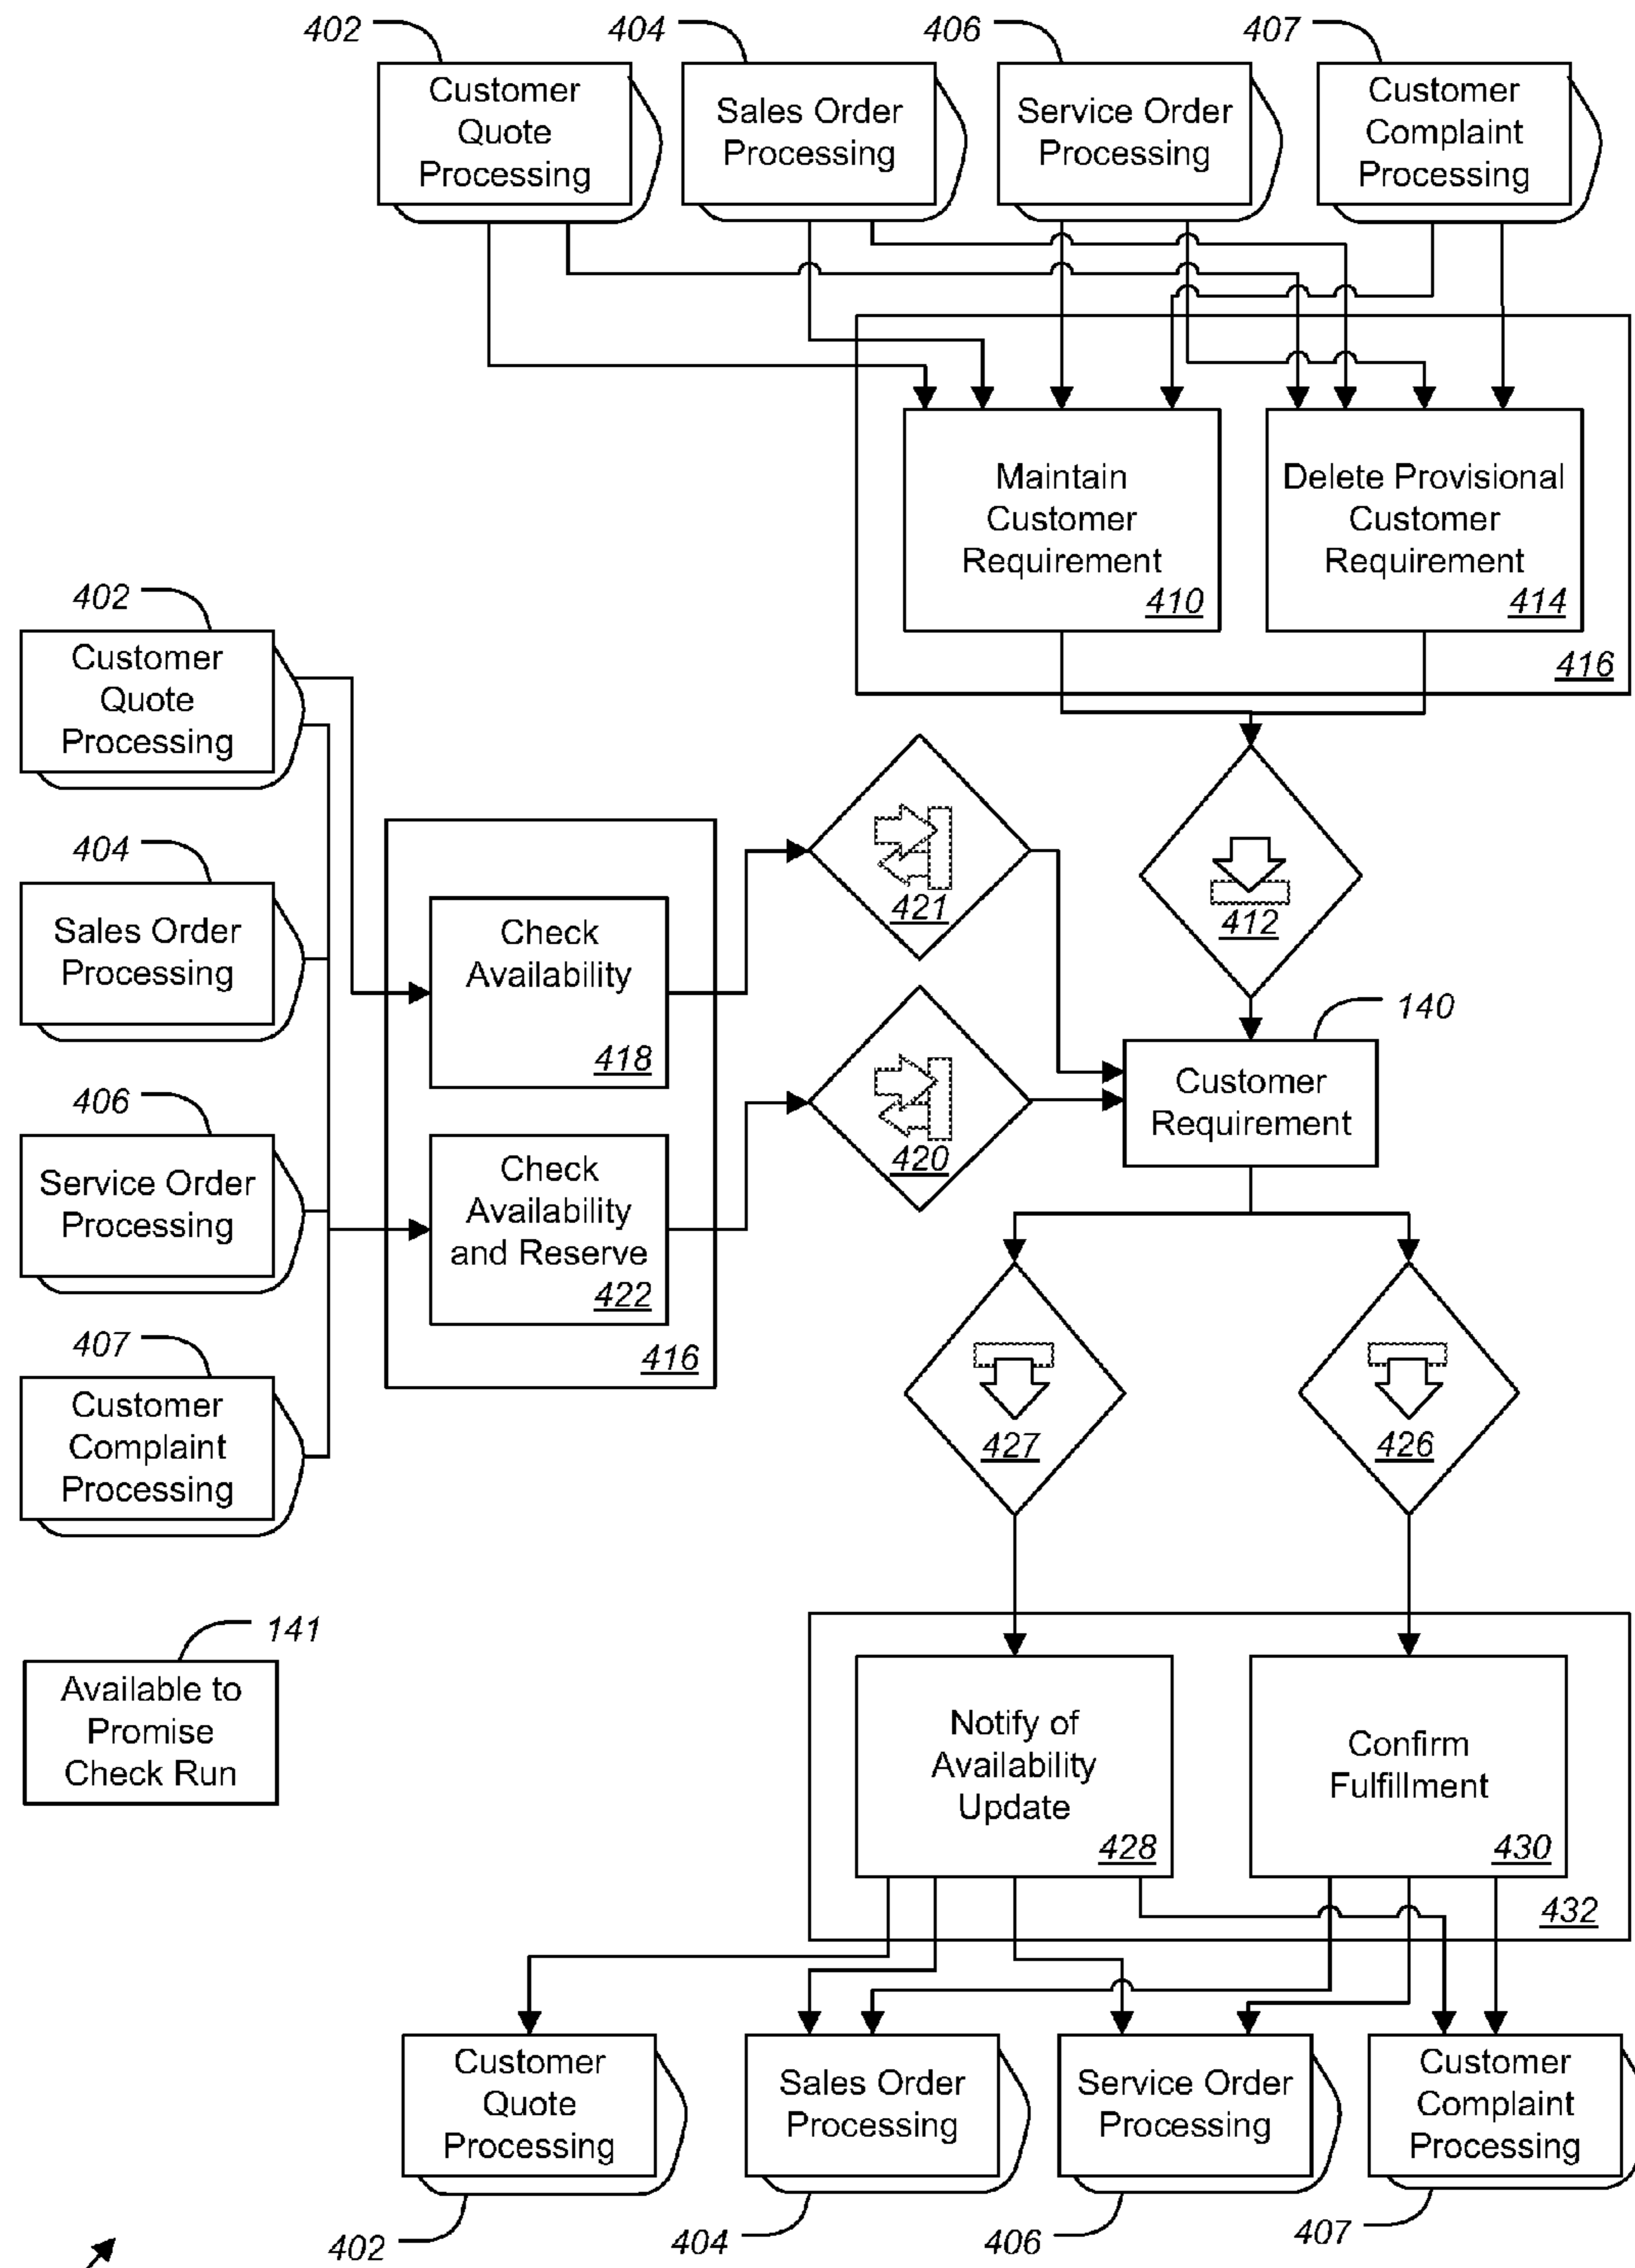 402
404
406
407
Customer
Quote
Processing
Sales Order
Processing
Service Order
Processing
Customer
Complaint
Processing
Maintain
Customer
Requirement
410
Delete Provisional
Customer
Requirement
414
416
402
Customer
Quote
Processing
404
Sales Order
Processing
406
Service Order
Processing
407
Customer
Complaint
Processing
Check
Availability
418
Check
Availability
and Reserve
422
416
421
420
412
140
Customer
Requirement
427
426
141
Available to
Promise
Check Run
Notify of
Availability
Update
428
Confirm
Fulfillment
430
432
Customer
Quote
Processing
Sales Order
Processing
Service Order
Processing
Customer
Complaint
Processing
402
404
406
407